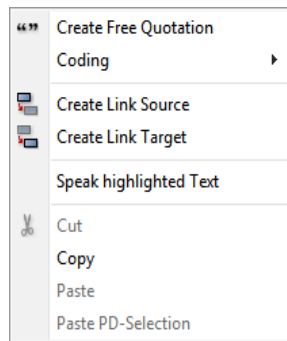 Create Free Quotation
Coding
Create Link Source
Create Link Target
Speak highlighted Text
Cut
Copy
Paste
Paste PD-Selection